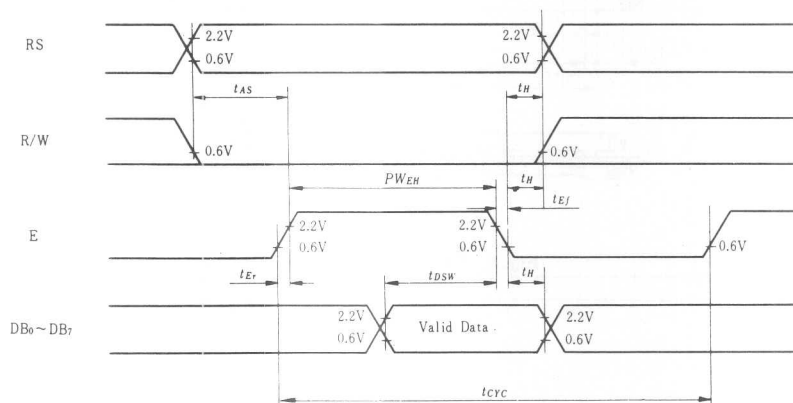 RS
2.2V
0.6V
2.2V
0.6V
tAS
tH
R/W
0.6V
0.6V
PWEH
tH
tEf
E
2.2V
0.6V
2.2V
0.6V
0.6V
tEr
tDSW
tH
DB₀~DB₇
2.2V
0.6V
Valid Data
2.2V
0.6V
tCYC